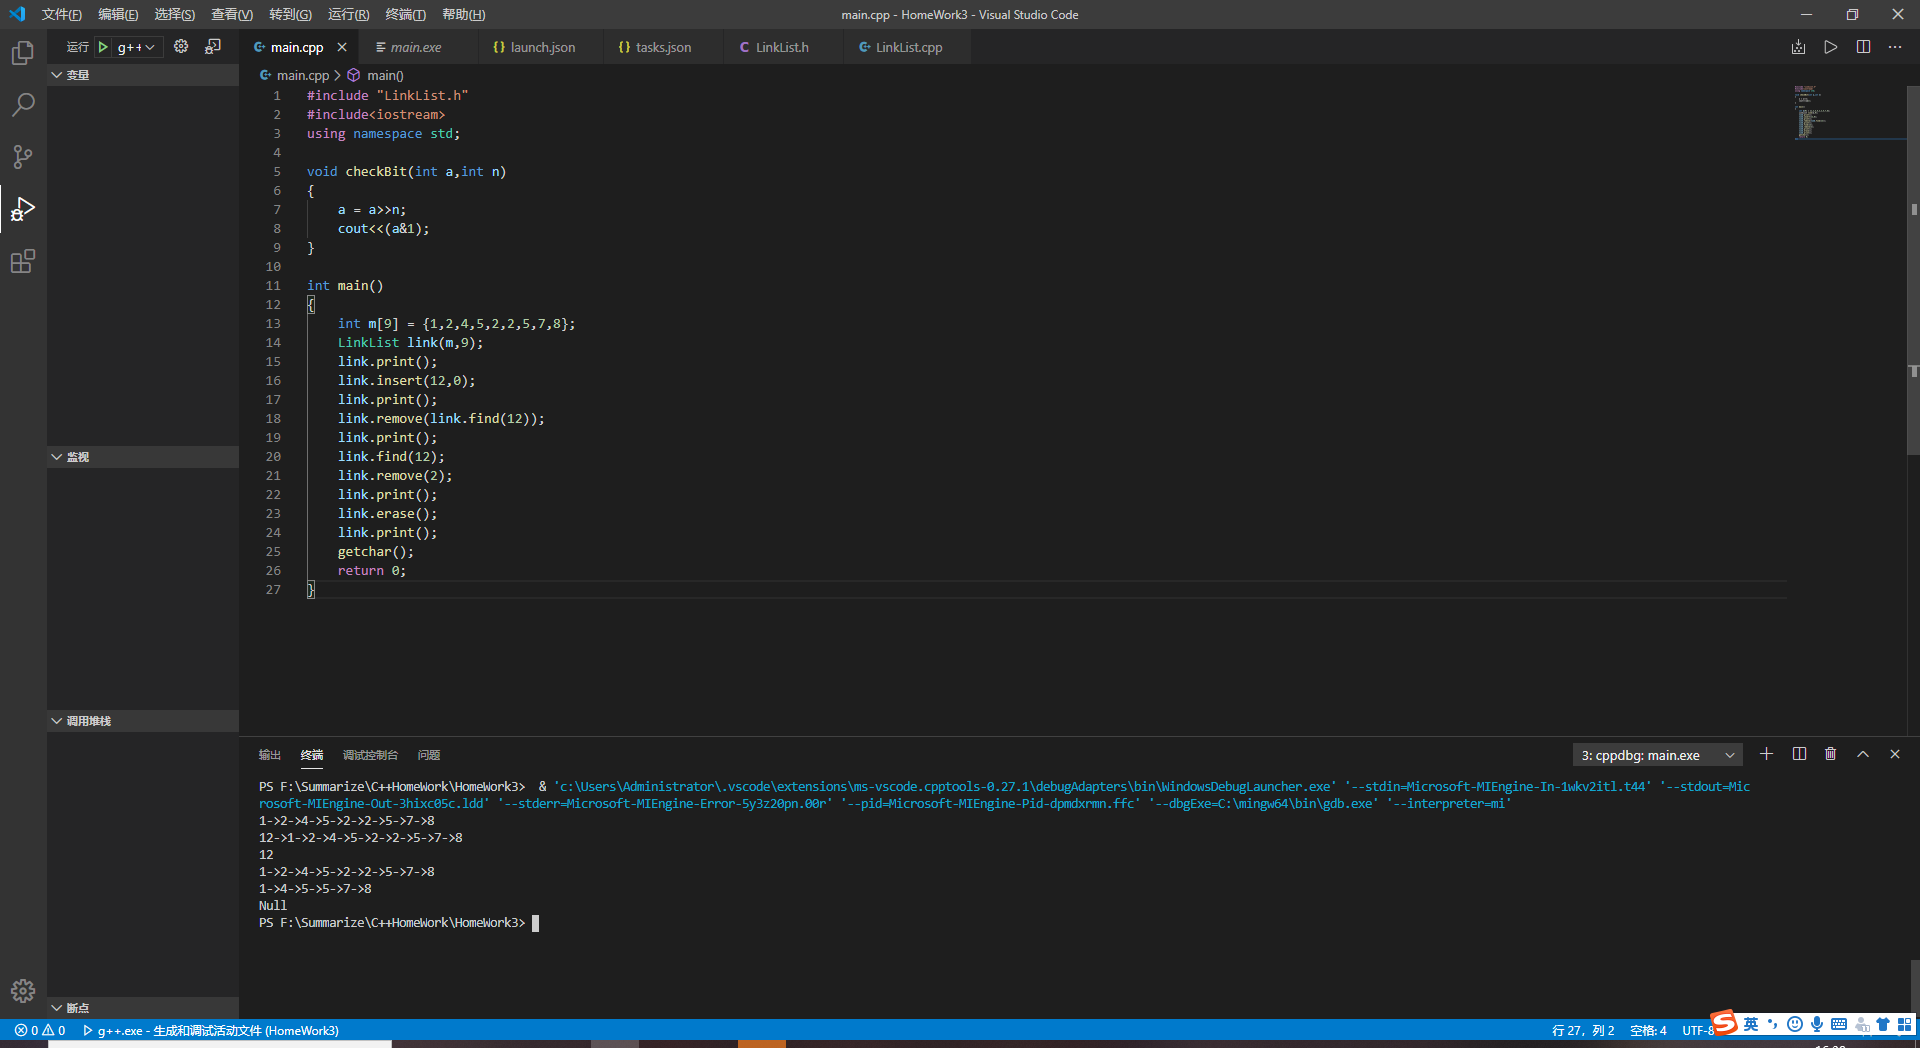 文件(F) 编辑(E) 选择(S) 查看(V) 转到(G) 运行(R) 终端(T) 帮助(H)
main.cpp - HomeWork3 - Visual Studio Code
运行 g++
main.cpp main.exe launch.json tasks.json LinkList.h LinkList.cpp
变量
监视
调用堆栈
断点
main.cpp > main()
1 #include "LinkList.h"
2 #include<iostream>
3 using namespace std;
4
5 void checkBit(int a,int n)
6 {
7     a = a>>n;
8     cout<<(a&1);
9 }
10
11 int main()
12 {
13     int m[9] = {1,2,4,5,2,2,5,7,8};
14     LinkList link(m,9);
15     link.print();
16     link.insert(12,0);
17     link.print();
18     link.remove(link.find(12));
19     link.print();
20     link.find(12);
21     link.remove(2);
22     link.print();
23     link.erase();
24     link.print();
25     getchar();
26     return 0;
27 }
输出 终端 调试控制台 问题
3: cppdbg: main.exe
PS F:\Summarize\C++HomeWork\HomeWork3>  & 'c:\Users\Administrator\.vscode\extensions\ms-vscode.cpptools-0.27.1\debugAdapters\bin\WindowsDebugLauncher.exe' '--stdin=Microsoft-MIEngine-In-1wkv2itl.t44' '--stdout=Mic
rosoft-MIEngine-Out-3hixc05c.ldd' '--stderr=Microsoft-MIEngine-Error-5y3z20pn.00r' '--pid=Microsoft-MIEngine-Pid-dpmdxrmn.ffc' '--dbgExe=C:\mingw64\bin\gdb.exe' '--interpreter=mi'
1->2->4->5->2->2->5->7->8
12->1->2->4->5->2->2->5->7->8
12
1->2->4->5->2->2->5->7->8
1->4->5->5->7->8
Null
PS F:\Summarize\C++HomeWork\HomeWork3>
0 0 g++.exe - 生成和调试活动文件 (HomeWork3)
行 27, 列 2 空格: 4 UTF-8
英